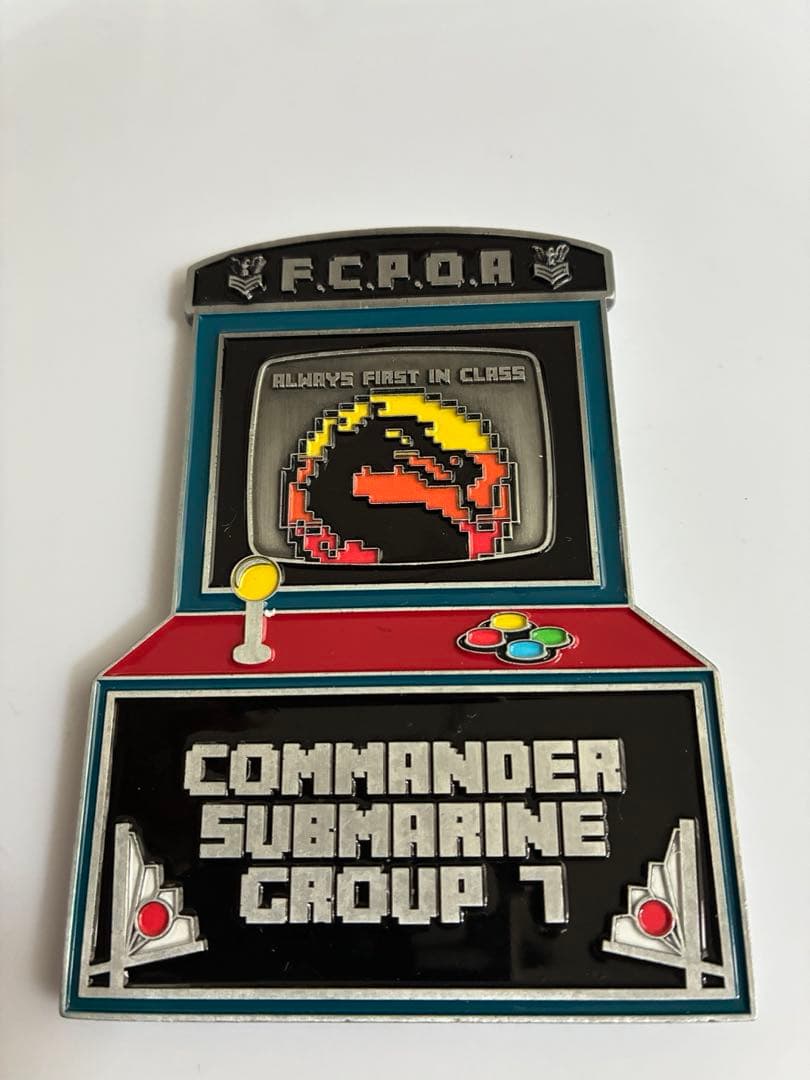 F.C.P.O.A
ALWAYS FIRST IN CLASS
COMMANDER
SUBMARINE
GROUP 7